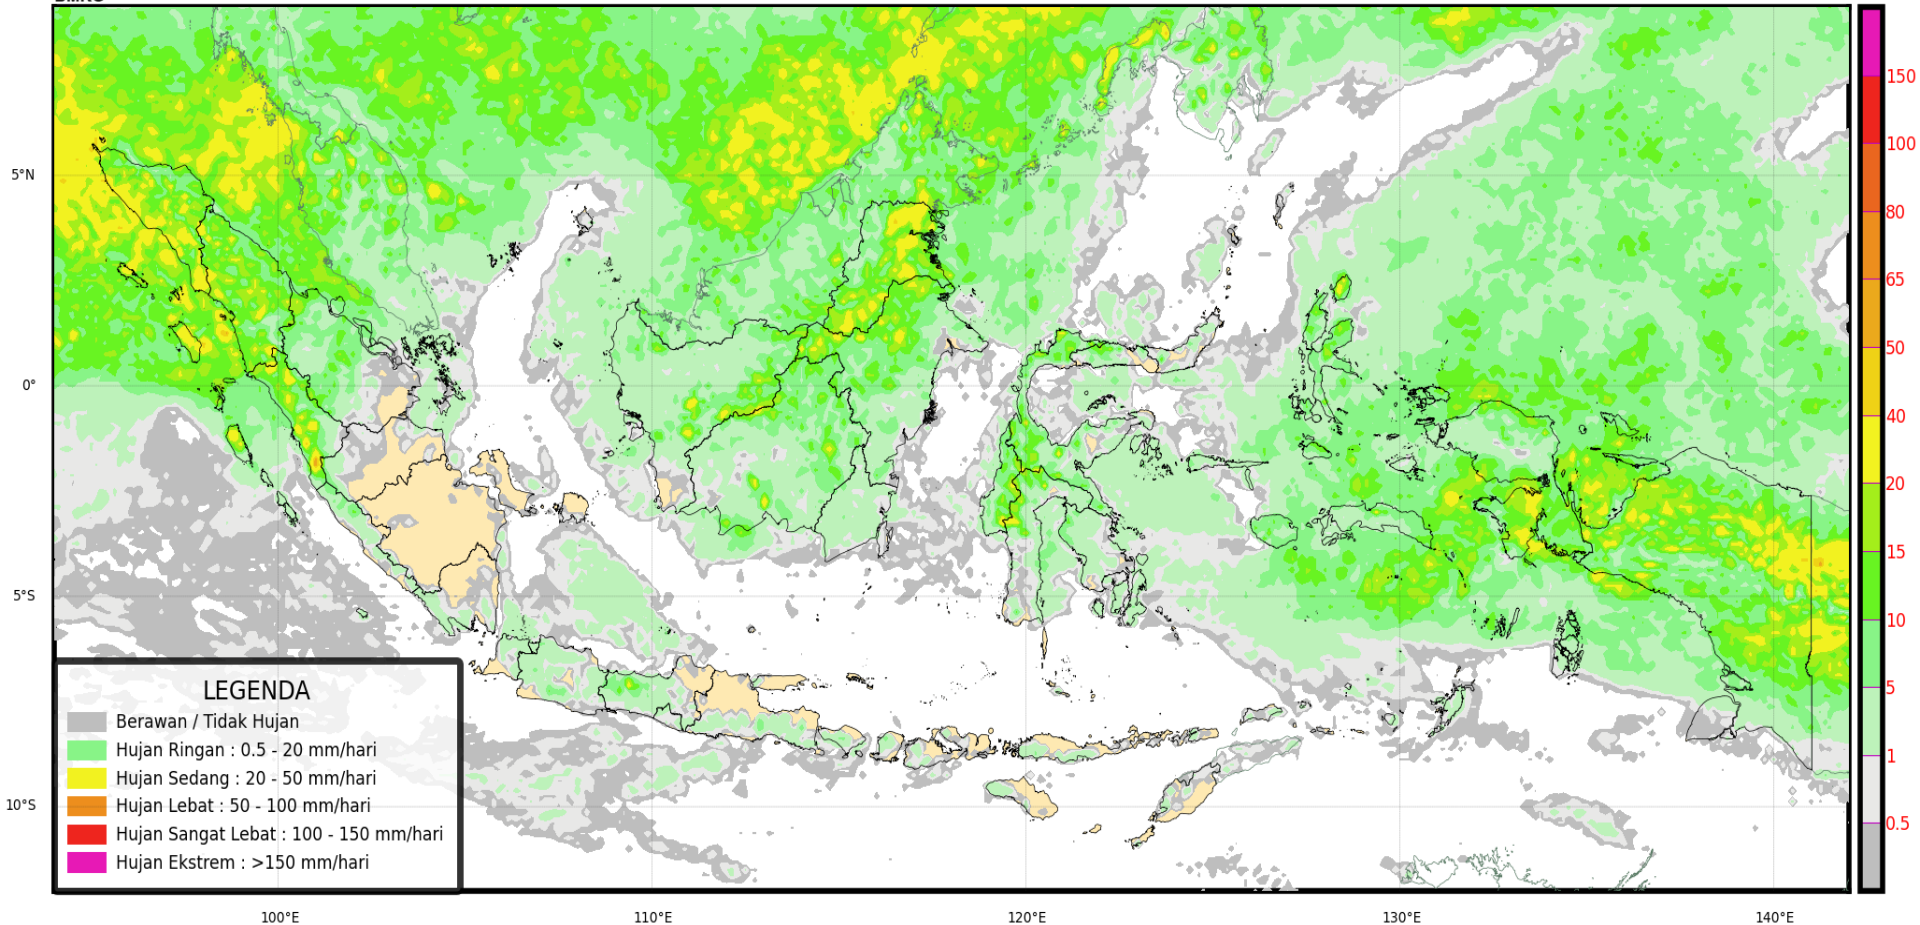 150
100
80
65
50
40
20
15
10
5
1
0.5
5°N
0°
5°S
10°S
LEGENDA
Berawan / Tidak Hujan
Hujan Ringan : 0.5 - 20 mm/hari
Hujan Sedang : 20 - 50 mm/hari
Hujan Lebat : 50 - 100 mm/hari
Hujan Sangat Lebat : 100 - 150 mm/hari
Hujan Ekstrem : >150 mm/hari
100°E
110°E
120°E
130°E
140°E